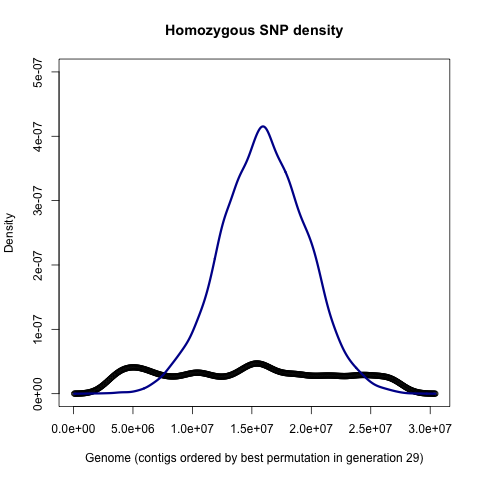 Homozygous SNP density
5e-07
4e-07
3e-07
2e-07
1e-07
0e+00
Density
0.0e+00 5.0e+06 1.0e+07 1.5e+07 2.0e+07 2.5e+07 3.0e+07
Genome (contigs ordered by best permutation in generation 29)